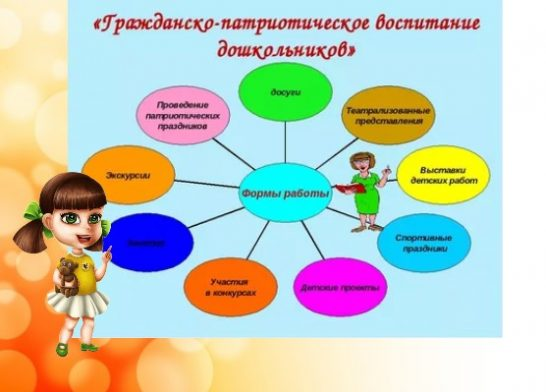 «Гражданско-патриотическое воспитание
дошкольников»
досуги
Проведение
патриотических
праздников
Театрализованные
представления
Экскурсии
Формы работы
Выставки
детских работ
Спортивные
праздники
Участия
в конкурсах
Детские проекты